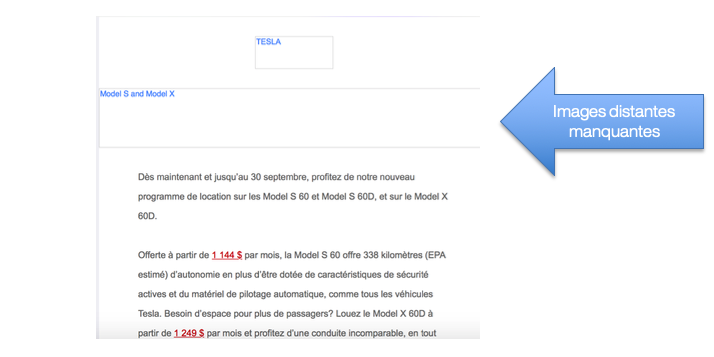 TESLA
Model S and Model X
Images distantes
manquantes
Dès maintenant et jusqu'au 30 septembre, profitez de notre nouveau
programme de location sur les Model S 60 et Model S 60D, et sur le Model X
60D.
Offerte à partir de 1 144 $ par mois, la Model S 60 offre 338 kilomètres (EPA
estimé) d'autonomie en plus d'être dotée de caractéristiques de sécurité
actives et du matériel de pilotage automatique, comme tous les véhicules
Tesla. Besoin d'espace pour plus de passagers? Louez le Model X 60D à
partir de 1 249 $ par mois et profitez d'une conduite incomparable, en tout